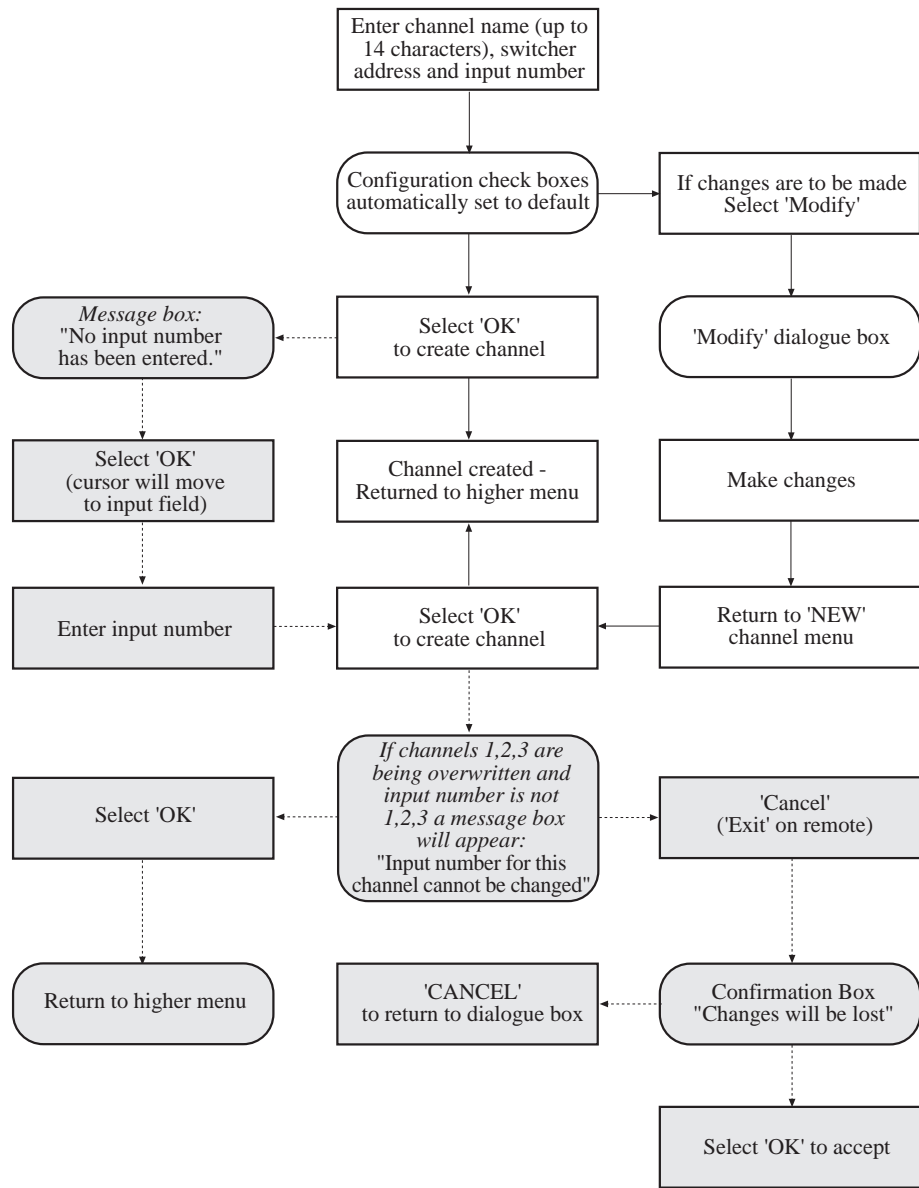 Enter channel name (up to
14 characters), switcher
address and input number
Configuration check boxes
automatically set to default
If changes are to be made
Select 'Modify'
Message box:
"No input number
has been entered."
Select 'OK'
to create channel
'Modify' dialogue box
Select 'OK'
(cursor will move
to input field)
Channel created -
Returned to higher menu
Make changes
Enter input number
Select 'OK'
to create channel
Return to 'NEW'
channel menu
Select 'OK'
If channels 1,2,3 are
being overwritten and
input number is not
1,2,3 a message box
will appear:
"Input number for this
channel cannot be changed"
'Cancel'
('Exit' on remote)
Return to higher menu
'CANCEL'
to return to dialogue box
Confirmation Box
"Changes will be lost"
Select 'OK' to accept